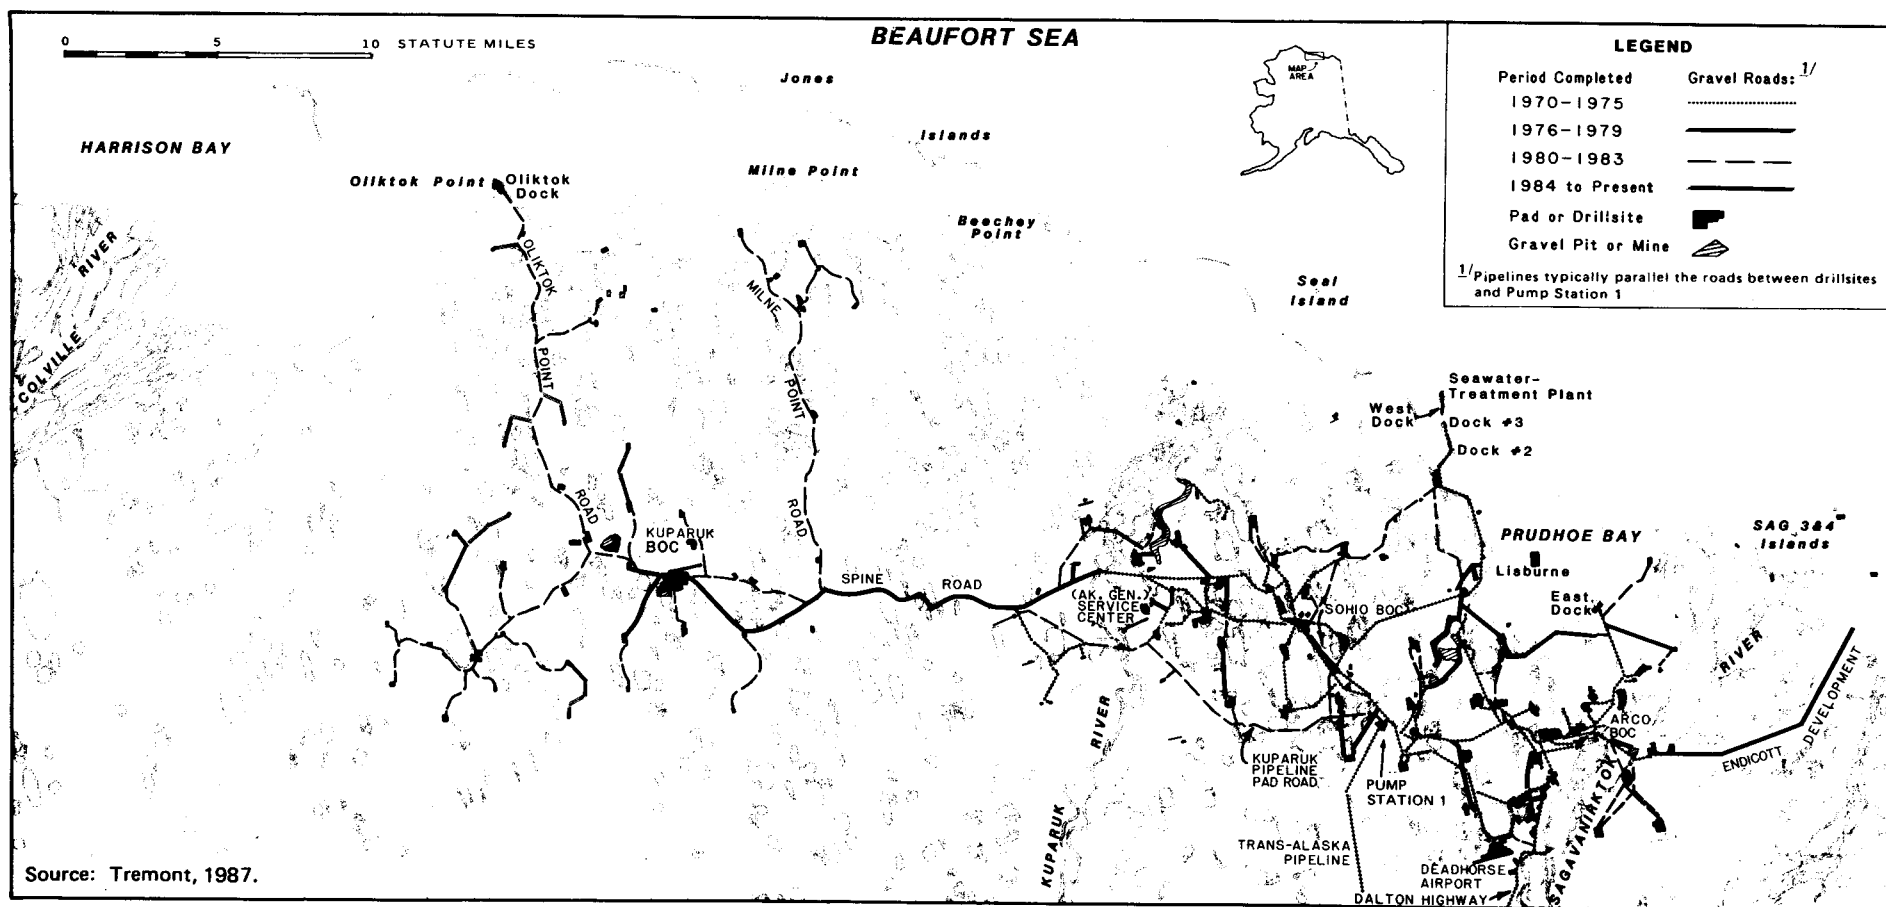 BEAUFORT SEA
0 5 10 STATUTE MILES
Jones
Islands
HARRISON BAY
Oliktok Point
Oliktok
Dock
Milne Point
Beechey
Point
Seal
Island
MAP
AREA
LEGEND
Period Completed Gravel Roads: 1/
1970-1975
1976-1979
1980-1983
1984 to Present
Pad or Drillsite
Gravel Pit or Mine
1/Pipelines typically parallel the roads between drillsites
and Pump Station 1
COLVILLE RIVER
OLIKTOK POINT ROAD
MILNE POINT ROAD
KUPARUK
BOC
SPINE ROAD
(AK. GEN.)
SERVICE
CENTER
Seawater-
Treatment Plant
West
Dock
Dock #3
Dock #2
PRUDHOE BAY
SAG 3&4
Islands
Lisburne
East
Dock
SOHIO BOC
ARCO
BOC
ENDICOTT DEVELOPMENT
SAGAVANIRKTOK RIVER
KUPARUK RIVER
KUPARUK
PIPELINE
PAD ROAD
PUMP
STATION 1
TRANS-ALASKA
PIPELINE
DEADHORSE
AIRPORT
DALTON HIGHWAY
Source: Tremont, 1987.